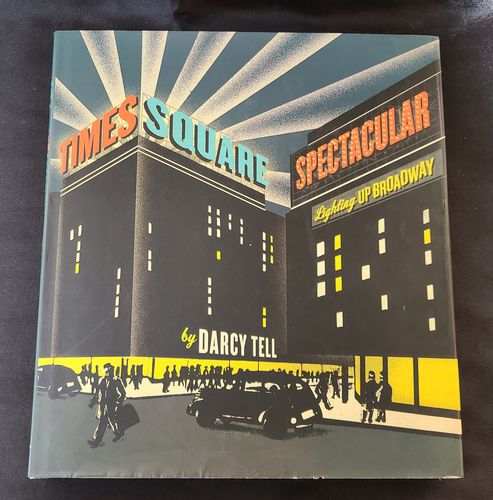 TIMES SQUARE
SPECTACULAR
Lighting UP BROADWAY
by DARCY TELL